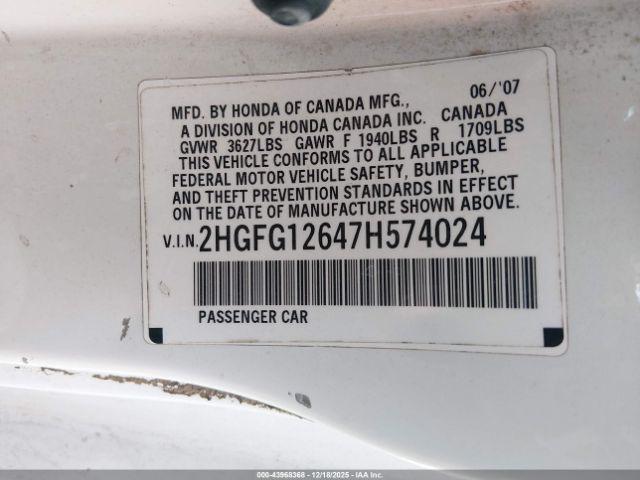 06/'07
MFD. BY HONDA OF CANADA MFG.,
A DIVISION OF HONDA CANADA INC. CANADA
GVWR 3627LBS GAWR F 1940LBS R 1709LBS
THIS VEHICLE CONFORMS TO ALL APPLICABLE
FEDERAL MOTOR VEHICLE SAFETY, BUMPER,
AND THEFT PREVENTION STANDARDS IN EFFECT
ON THE DATE OF MANUFACTURE SHOWN ABOVE.
V.I.N. 2HGFG12647H574024
PASSENGER CAR
000-43968368 - 12/18/2025 - IAA Inc.